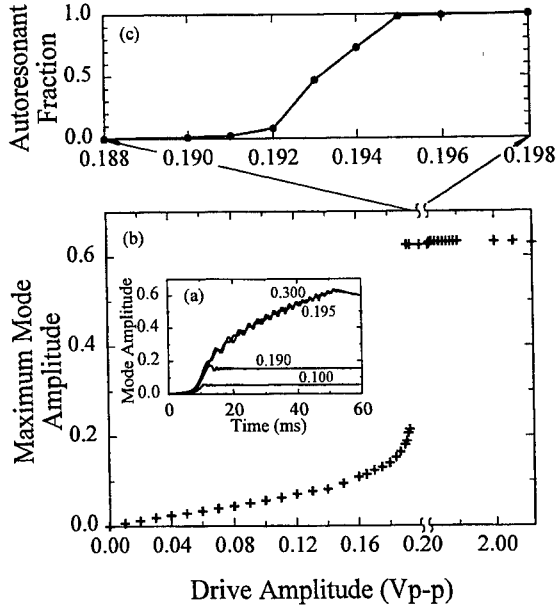 (c)
Autoresonant
Fraction
1.0
0.5
0.0
0.188 0.190 0.192 0.194 0.196 0.198
(b)
Maximum Mode
Amplitude
0.6
0.4
0.2
0.0
(a)
Mode Amplitude
0.6
0.4
0.2
0.0
0.300
0.195
0.190
0.100
0 20 40 60
Time (ms)
0.00 0.04 0.08 0.12 0.16 0.20 2.00
Drive Amplitude (Vp-p)